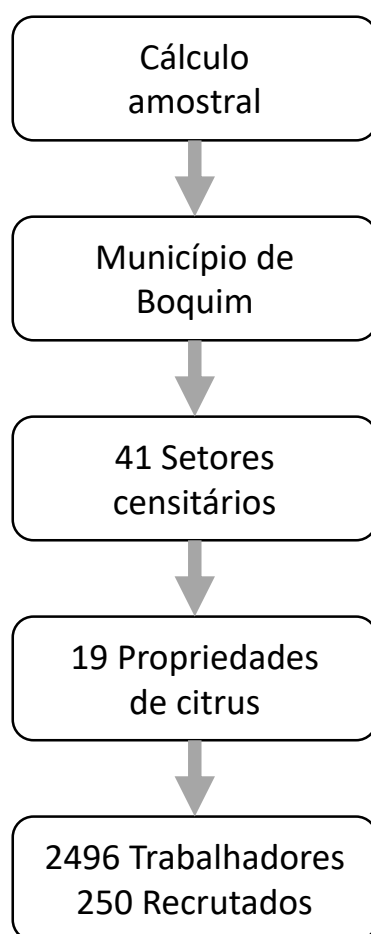 Cálculo
amostral
Município de
Boquim
41 Setores
censitários
19 Propriedades
de citrus
2496 Trabalhadores
250 Recrutados